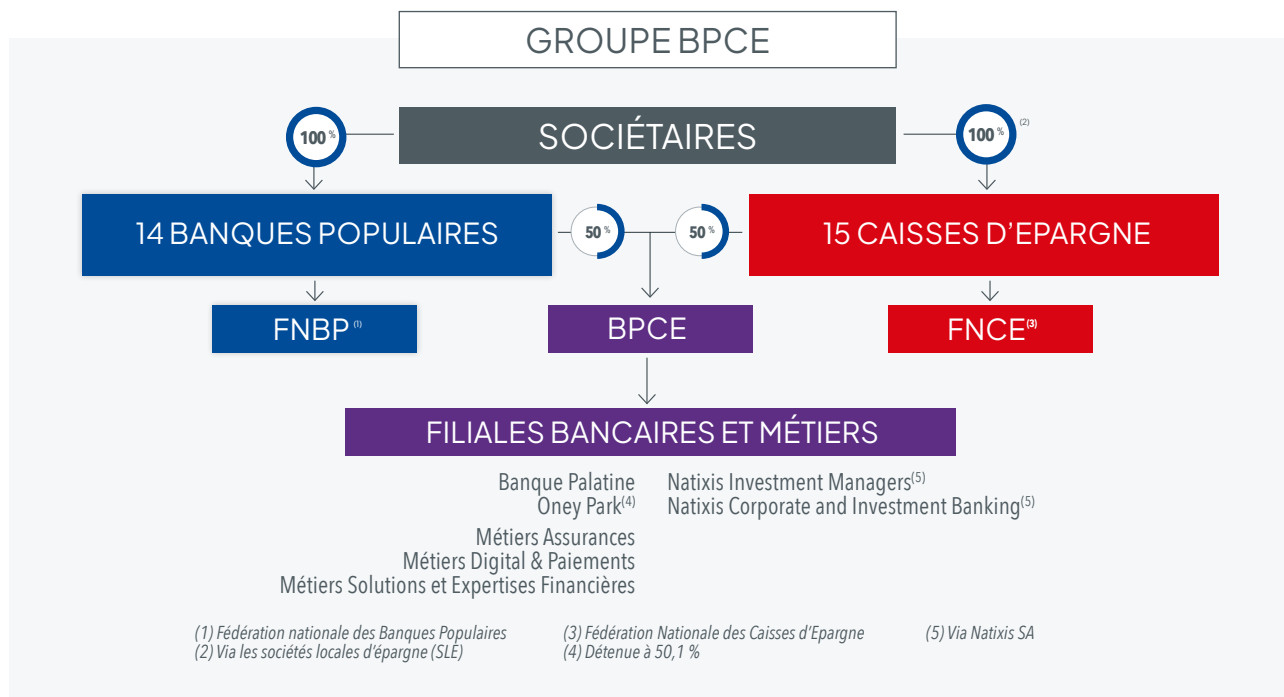 GROUPE BPCE
100 %
SOCIÉTAIRES
100 % (2)
14 BANQUES POPULAIRES
50 %
50 %
15 CAISSES D'EPARGNE
FNBP (1)
BPCE
FNCE(3)
FILIALES BANCAIRES ET MÉTIERS
Banque Palatine
Oney Park(4)
Métiers Assurances
Métiers Digital & Paiements
Métiers Solutions et Expertises Financières
Natixis Investment Managers(5)
Natixis Corporate and Investment Banking(5)
(1) Fédération nationale des Banques Populaires
(2) Via les sociétés locales d'épargne (SLE)
(3) Fédération Nationale des Caisses d'Epargne
(4) Détenue à 50,1 %
(5) Via Natixis SA